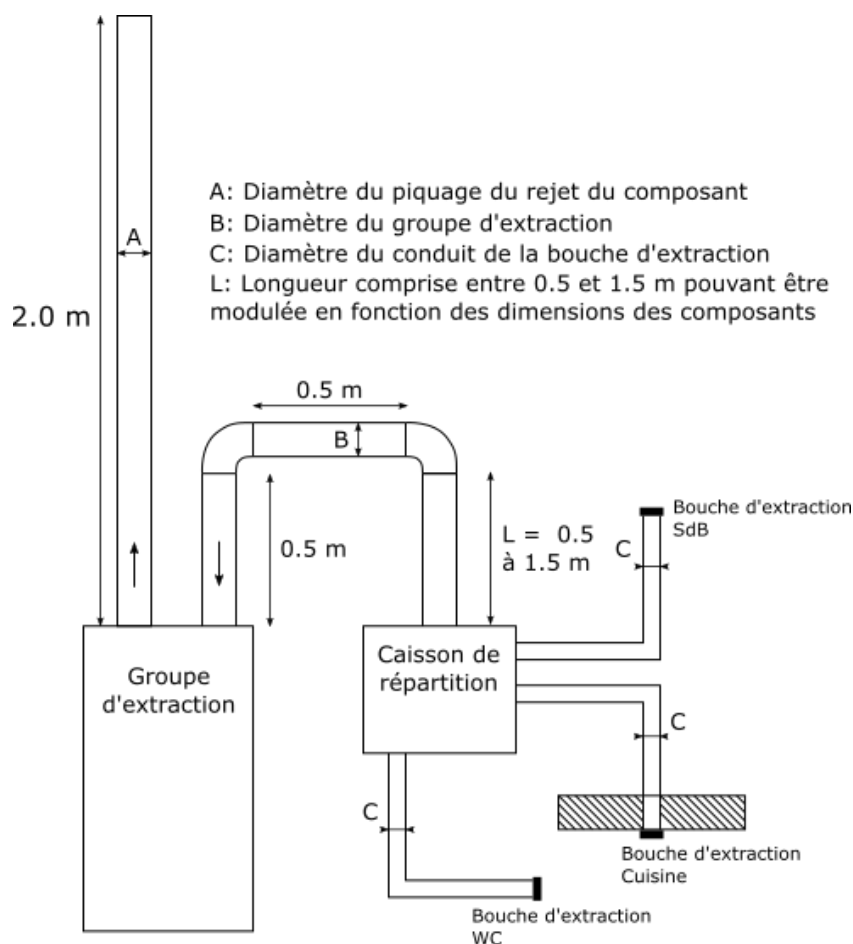 A: Diamètre du piquage du rejet du composant
B: Diamètre du groupe d'extraction
C: Diamètre du conduit de la bouche d'extraction
L: Longueur comprise entre 0.5 et 1.5 m pouvant être
modulée en fonction des dimensions des composants
A
2.0 m
0.5 m
B
0.5 m
L = 0.5
à 1.5 m
Bouche d'extraction
SdB
C
Groupe
d'extraction
Caisson de
répartition
C
C
Bouche d'extraction
Cuisine
Bouche d'extraction
WC